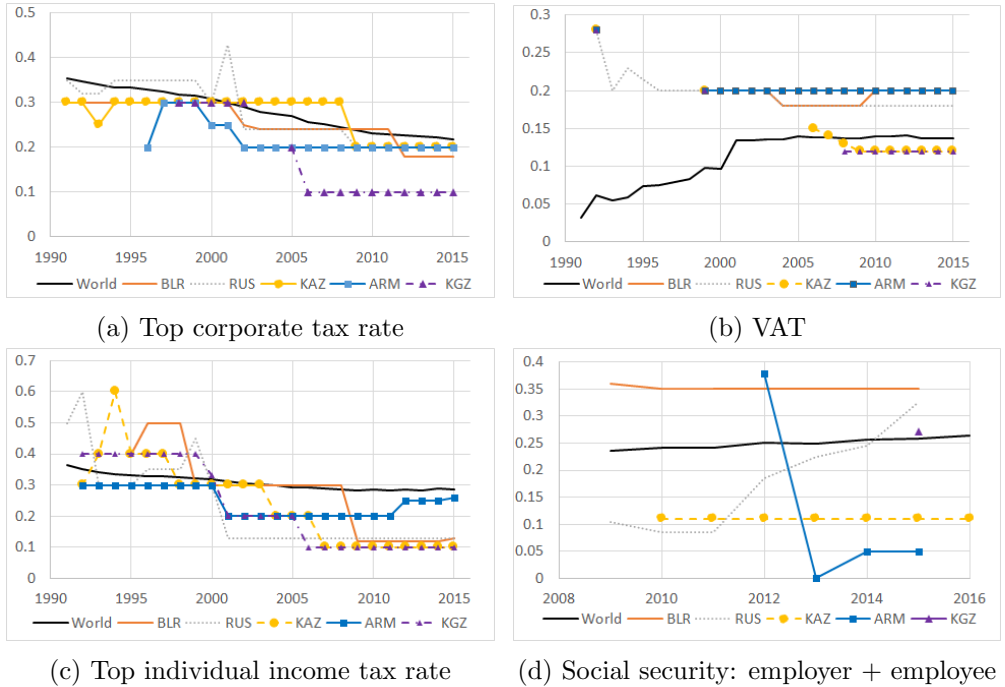 0.5
0.4
0.3
0.2
0.1
0
1990 1995 2000 2005 2010 2015
World BLR RUS KAZ ARM KGZ
(a) Top corporate tax rate
0.3
0.25
0.2
0.15
0.1
0.05
0
1990 1995 2000 2005 2010 2015
World BLR RUS KAZ ARM KGZ
(b) VAT
0.7
0.6
0.5
0.4
0.3
0.2
0.1
0
1990 1995 2000 2005 2010 2015
World BLR RUS KAZ ARM KGZ
(c) Top individual income tax rate
0.4
0.35
0.3
0.25
0.2
0.15
0.1
0.05
0
2008 2010 2012 2014 2016
World BLR RUS KAZ ARM KGZ
(d) Social security: employer + employee